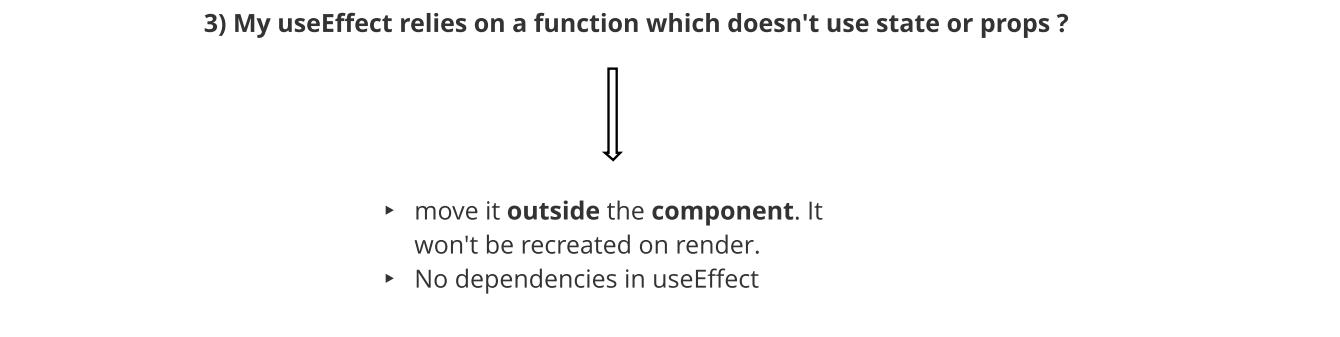 3) My useEffect relies on a function which doesn't use state or props ?
‣ move it outside the component. It
won't be recreated on render.
‣ No dependencies in useEffect